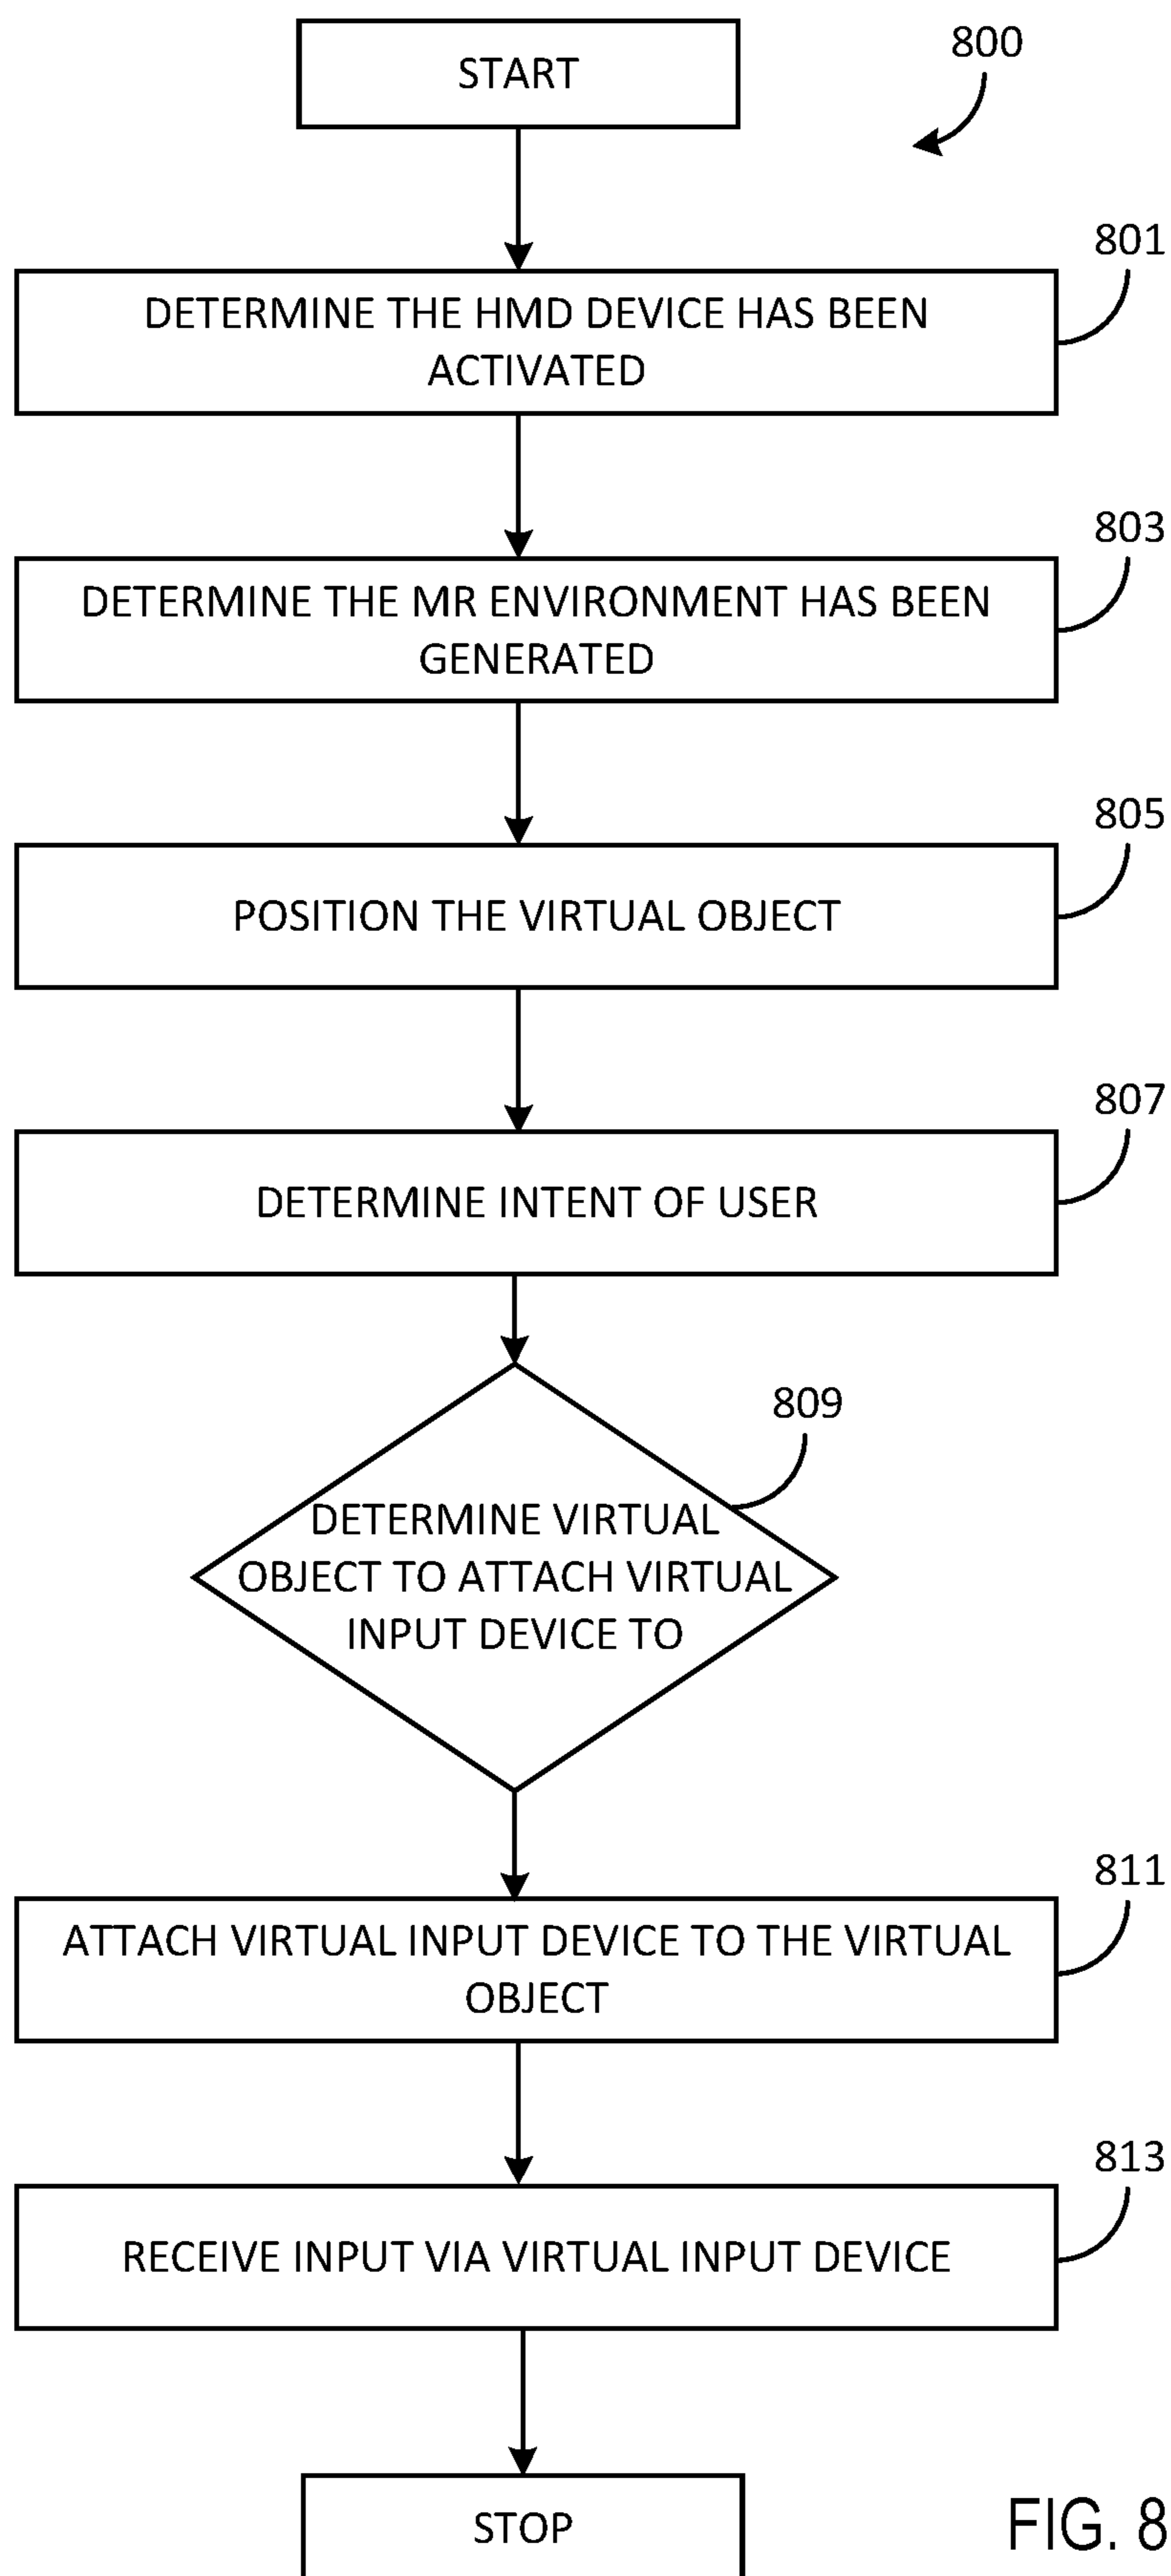 START
800
801
DETERMINE THE HMD DEVICE HAS BEEN
ACTIVATED
803
DETERMINE THE MR ENVIRONMENT HAS BEEN
GENERATED
805
POSITION THE VIRTUAL OBJECT
807
DETERMINE INTENT OF USER
809
DETERMINE VIRTUAL
OBJECT TO ATTACH VIRTUAL
INPUT DEVICE TO
811
ATTACH VIRTUAL INPUT DEVICE TO THE VIRTUAL
OBJECT
813
RECEIVE INPUT VIA VIRTUAL INPUT DEVICE
STOP
FIG. 8